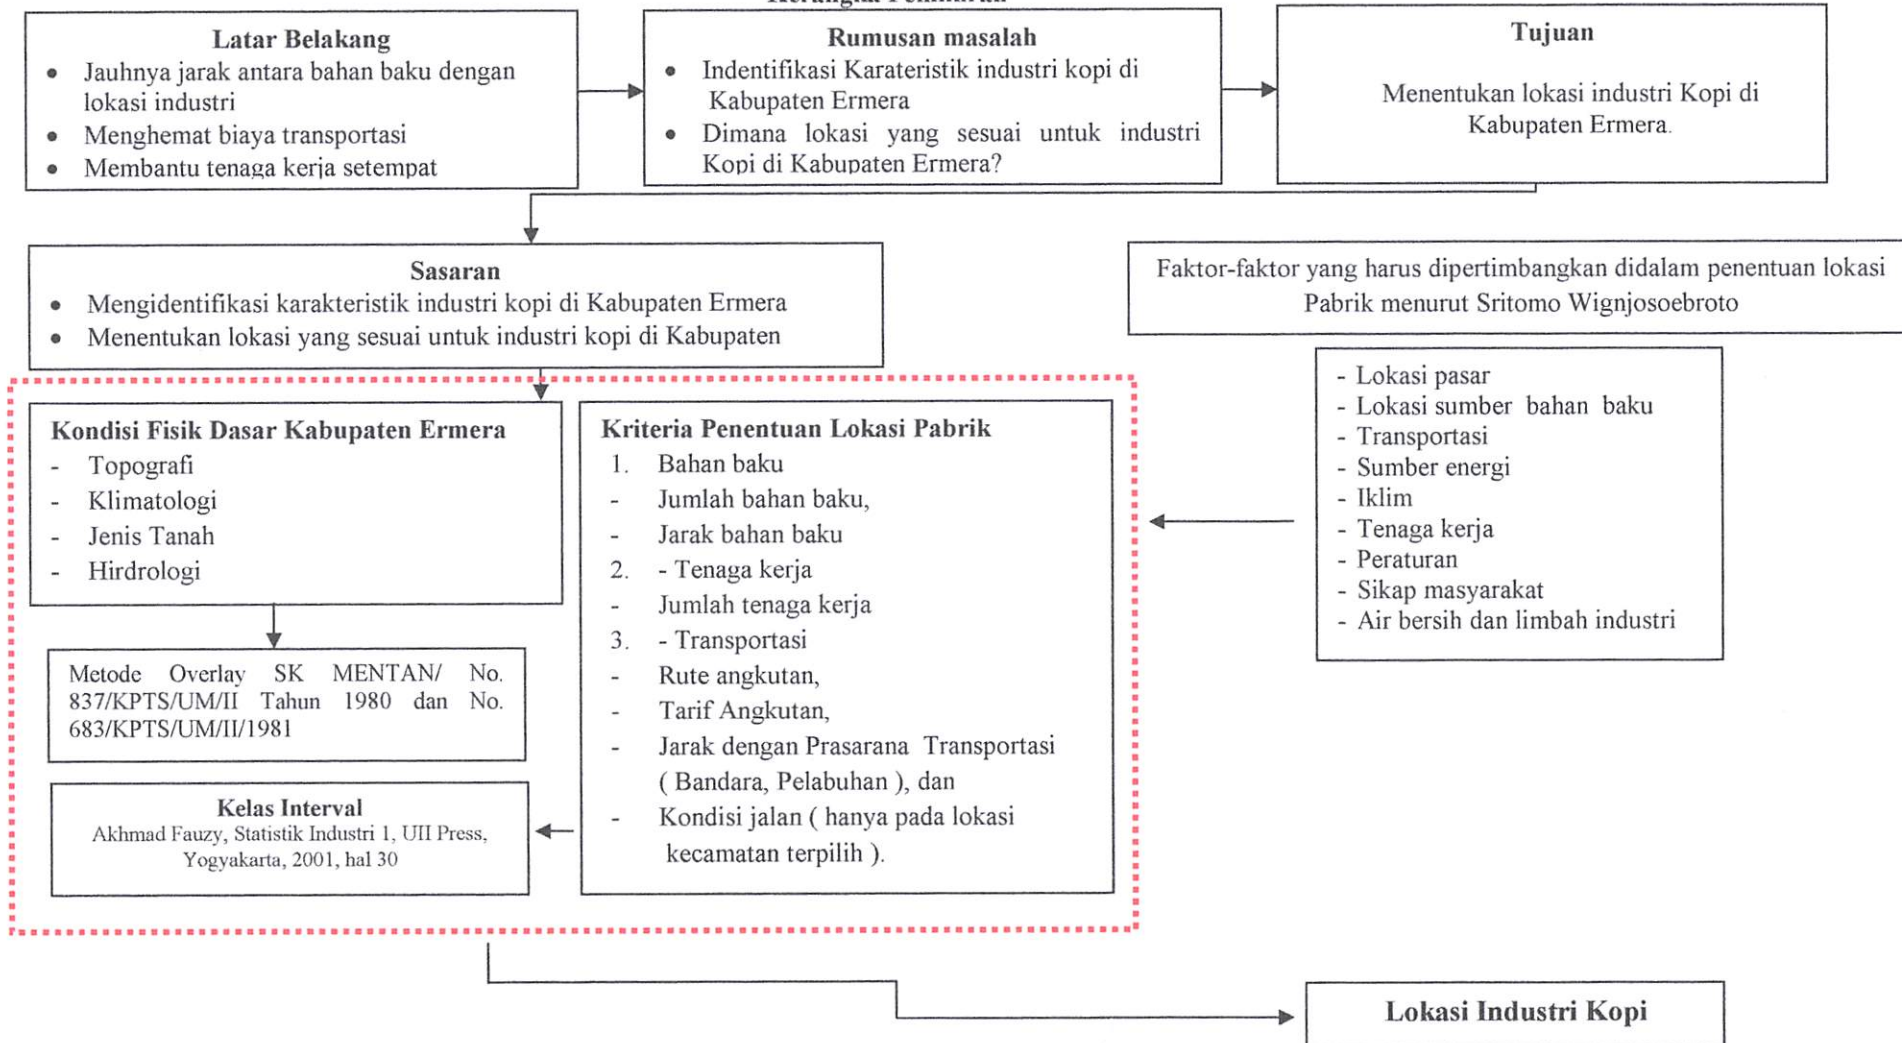 Latar Belakang
• Jauhnya jarak antara bahan baku dengan
lokasi industri
• Menghemat biaya transportasi
• Membantu tenaga kerja setempat
Rumusan masalah
• Indentifikasi Karateristik industri kopi di
Kabupaten Ermera
• Dimana lokasi yang sesuai untuk industri
Kopi di Kabupaten Ermera?
Tujuan
Menentukan lokasi industri Kopi di
Kabupaten Ermera.
Sasaran
• Mengidentifikasi karakteristik industri kopi di Kabupaten Ermera
• Menentukan lokasi yang sesuai untuk industri kopi di Kabupaten
Faktor-faktor yang harus dipertimbangkan didalam penentuan lokasi
Pabrik menurut Sritomo Wignjosoebroto
- Lokasi pasar
- Lokasi sumber bahan baku
- Transportasi
- Sumber energi
- Iklim
- Tenaga kerja
- Peraturan
- Sikap masyarakat
- Air bersih dan limbah industri
Kondisi Fisik Dasar Kabupaten Ermera
- Topografi
- Klimatologi
- Jenis Tanah
- Hirdrologi
Metode Overlay SK MENTAN/ No.
837/KPTS/UM/II Tahun 1980 dan No.
683/KPTS/UM/II/1981
Kelas Interval
Akhmad Fauzy, Statistik Industri 1, UII Press,
Yogyakarta, 2001, hal 30
Kriteria Penentuan Lokasi Pabrik
1. Bahan baku
- Jumlah bahan baku,
- Jarak bahan baku
2. - Tenaga kerja
- Jumlah tenaga kerja
3. - Transportasi
- Rute angkutan,
- Tarif Angkutan,
- Jarak dengan Prasarana Transportasi
( Bandara, Pelabuhan ), dan
- Kondisi jalan ( hanya pada lokasi
kecamatan terpilih ).
Lokasi Industri Kopi